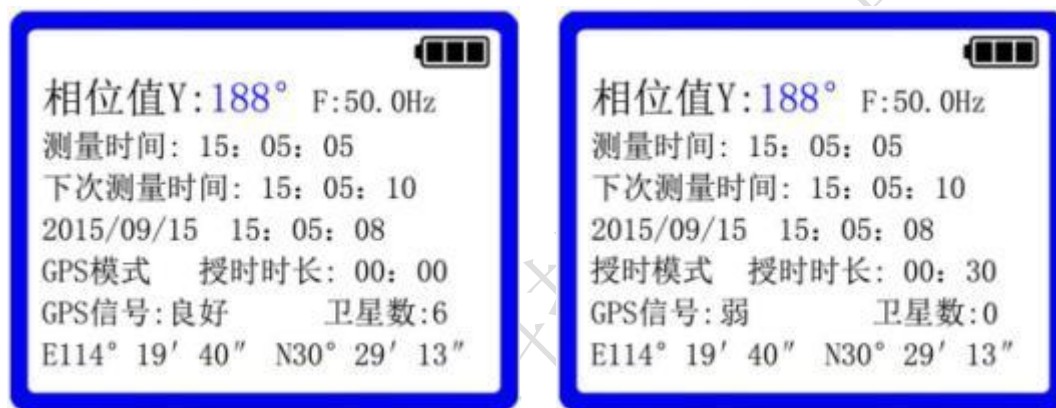 相位值Y:188° F:50.0Hz
测量时间: 15: 05: 05
下次测量时间: 15: 05: 10
2015/09/15 15: 05: 08
GPS模式 授时时长: 00: 00
GPS信号:良好 卫星数:6
E114° 19′ 40″ N30° 29′ 13″
相位值Y:188° F:50.0Hz
测量时间: 15: 05: 05
下次测量时间: 15: 05: 10
2015/09/15 15: 05: 08
授时模式 授时时长: 00: 30
GPS信号:弱 卫星数:0
E114° 19′ 40″ N30° 29′ 13″